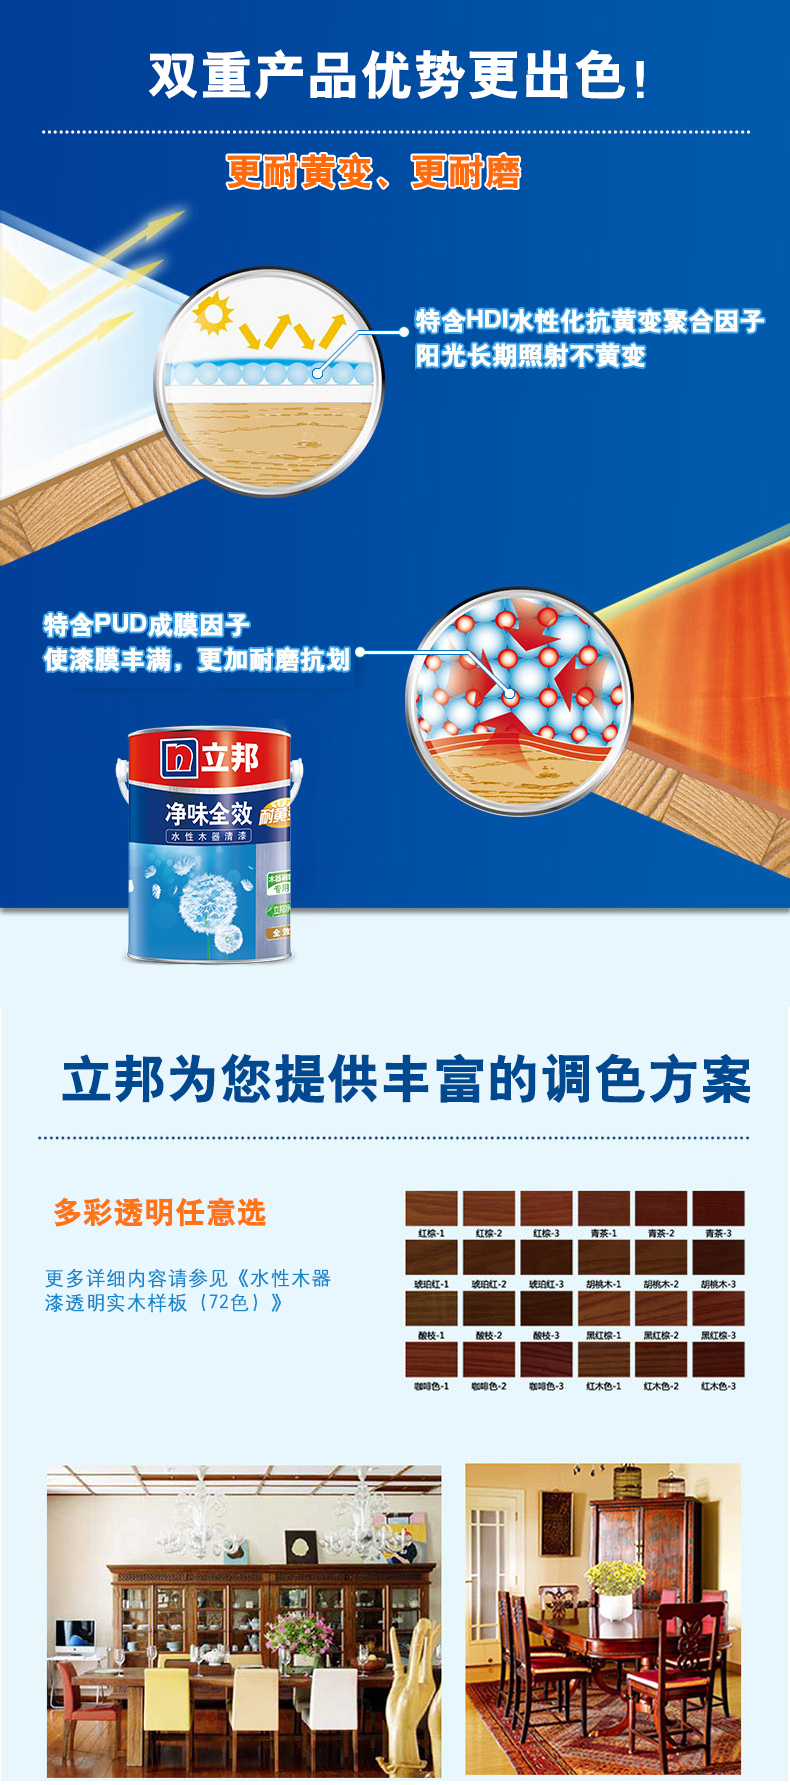 双重产品优势更出色!
更耐黄变、更耐磨
特含HDI水性化抗黄变聚合因子
阳光长期照射不黄变
特含PUD成膜因子
使漆膜丰满，更加耐磨抗划
n立邦
净味全效 耐黄变
水性木器清漆
专用
全效
立邦为您提供丰富的调色方案
多彩透明任意选
更多详细内容请参见《水性木器
漆透明实木样板（72色）》
红棕-1 红棕-2 红棕-3 青茶-1 青茶-2 青茶-3
琥珀红-1 琥珀红-2 琥珀红-3 胡桃木-1 胡桃木-2 胡桃木-3
酸枝-1 酸枝-2 酸枝-3 黑红棕-1 黑红棕-2 黑红棕-3
咖啡色-1 咖啡色-2 咖啡色-3 红木色-1 红木色-2 红木色-3